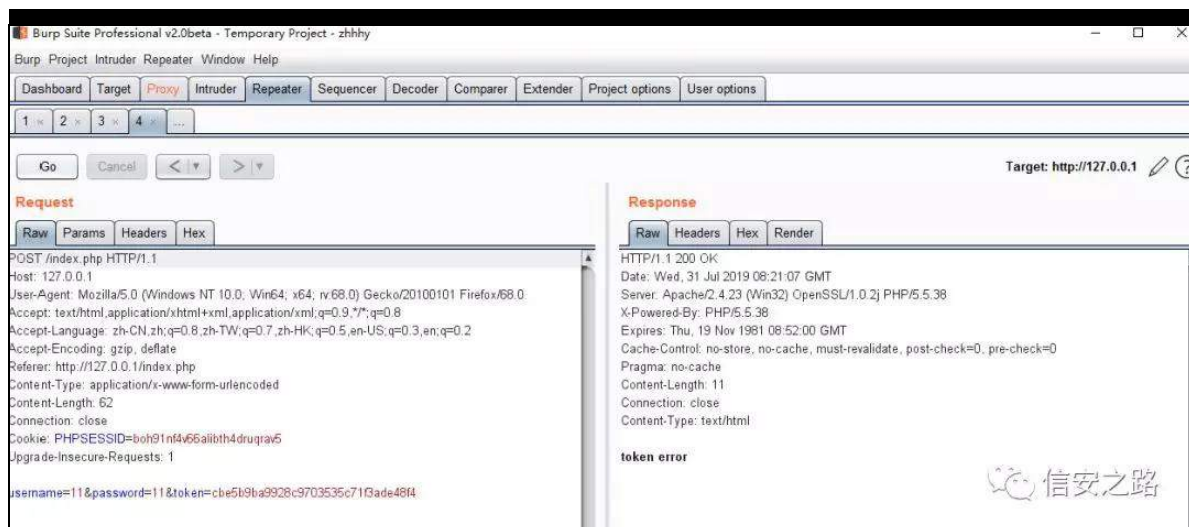 Burp Suite Professional v2.0beta - Temporary Project - zhhhy
Burp Project Intruder Repeater Window Help
Dashboard Target Proxy Intruder Repeater Sequencer Decoder Comparer Extender Project options User options
1 × 2 × 3 × 4 × ...
Go Cancel < > Target: http://127.0.0.1
Request
Raw Params Headers Hex
POST /index.php HTTP/1.1
Host: 127.0.0.1
User-Agent: Mozilla/5.0 (Windows NT 10.0; Win64; x64; rv:68.0) Gecko/20100101 Firefox/68.0
Accept: text/html,application/xhtml+xml,application/xml;q=0.9,*/*;q=0.8
Accept-Language: zh-CN,zh;q=0.8,zh-TW;q=0.7,zh-HK;q=0.5,en-US;q=0.3,en;q=0.2
Accept-Encoding: gzip, deflate
Referer: http://127.0.0.1/index.php
Content-Type: application/x-www-form-urlencoded
Content-Length: 62
Connection: close
Cookie: PHPSESSID=boh91nf4v66alibth4druqrav5
Upgrade-Insecure-Requests: 1
username=11&password=11&token=cbe5b9ba9928c9703535c71f3ade48f4
Response
Raw Headers Hex Render
HTTP/1.1 200 OK
Date: Wed, 31 Jul 2019 08:21:07 GMT
Server: Apache/2.4.23 (Win32) OpenSSL/1.0.2j PHP/5.5.38
X-Powered-By: PHP/5.5.38
Expires: Thu, 19 Nov 1981 08:52:00 GMT
Cache-Control: no-store, no-cache, must-revalidate, post-check=0, pre-check=0
Pragma: no-cache
Content-Length: 11
Connection: close
Content-Type: text/html
token error
信安之路